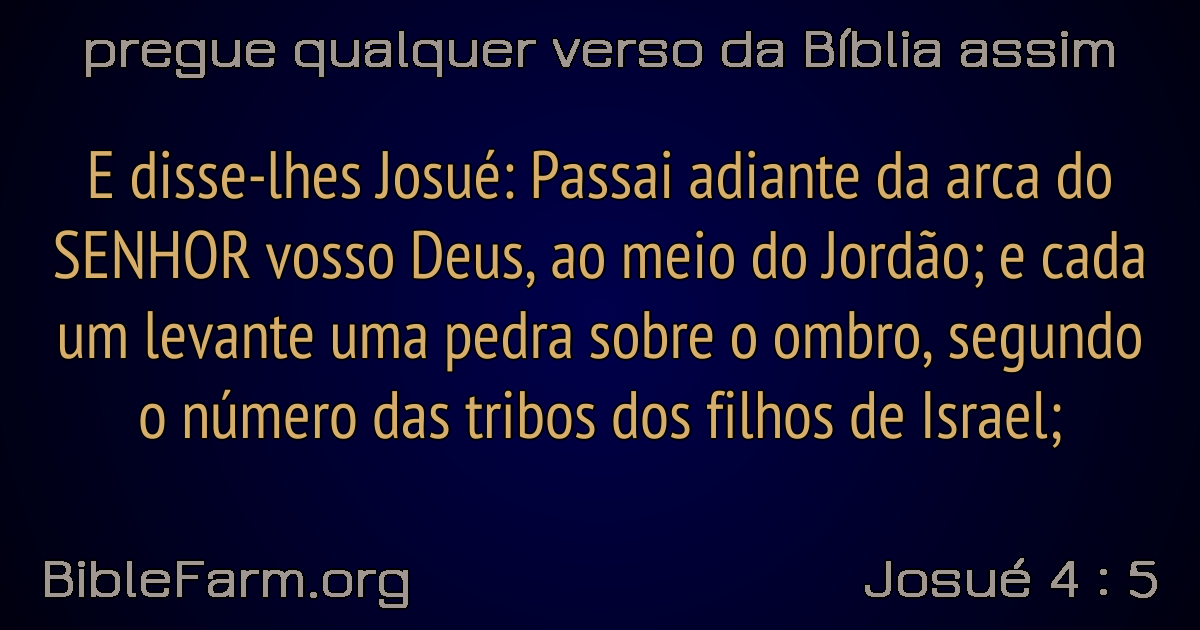 pregue qualquer verso da Bíblia assim
E disse-lhes Josué: Passai adiante da arca do
SENHOR vosso Deus, ao meio do Jordão; e cada
um levante uma pedra sobre o ombro, segundo
o número das tribos dos filhos de Israel;
BibleFarm.org
Josué 4 : 5